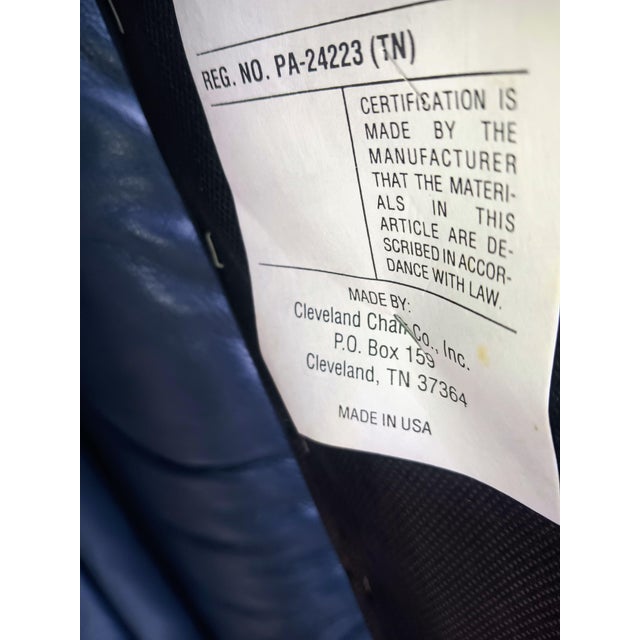 REG. NO. PA-24223 (TN)
CERTIFICATION IS
MADE BY THE
MANUFACTURER
THAT THE MATERI-
ALS IN THIS
ARTICLE ARE DE-
SCRIBED IN ACCOR-
DANCE WITH LAW.
MADE BY:
Cleveland Chair Co., Inc.
P.O. Box 159
Cleveland, TN 37364
MADE IN USA